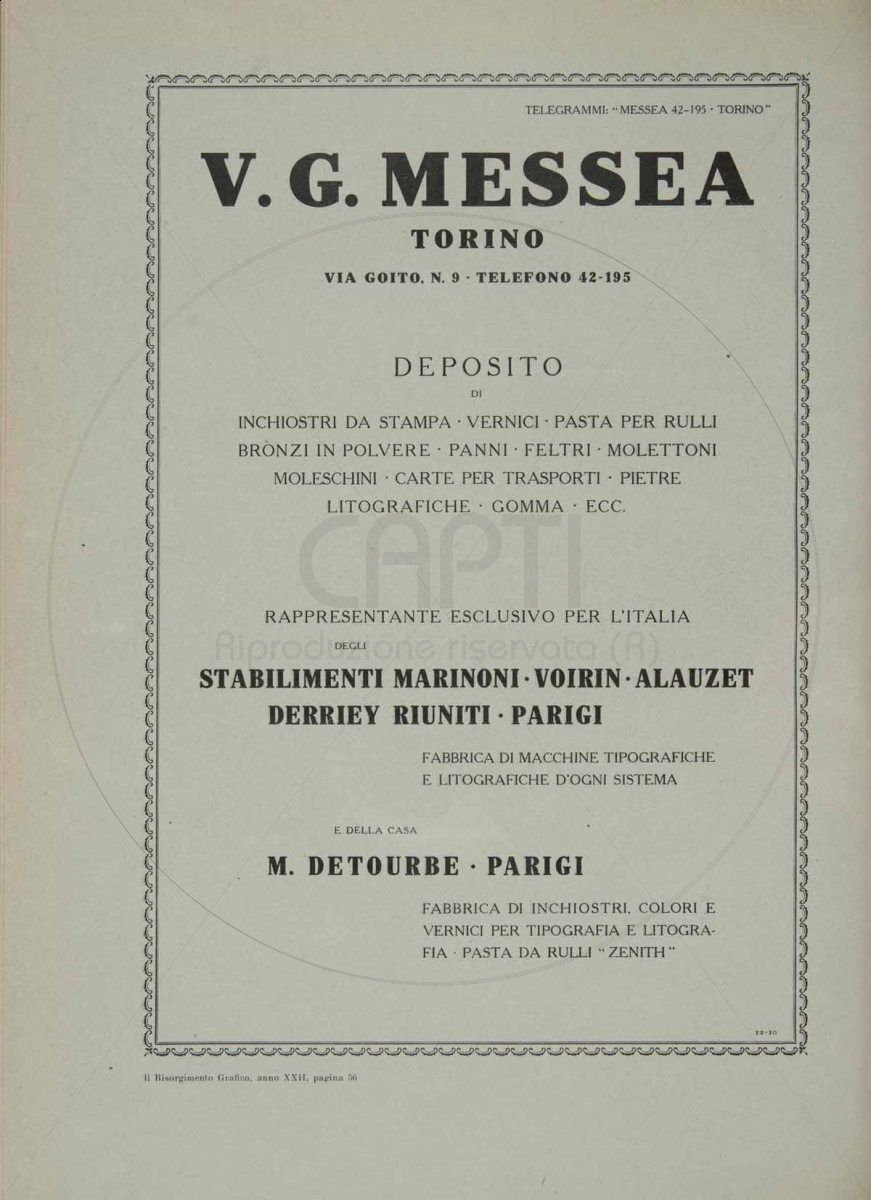 TELEGRAMMI: "MESSEA 42-195 · TORINO"
V. G. MESSEA
TORINO
VIA GOITO, N. 9 · TELEFONO 42-195
DEPOSITO
DI
INCHIOSTRI DA STAMPA · VERNICI · PASTA PER RULLI
BRÒNZI IN POLVERE · PANNI · FELTRI · MOLETTONI
MOLESCHINI · CARTE PER TRASPORTI · PIETRE
LITOGRAFICHE · GOMMA · ECC.
CAPTI
RAPPRESENTANTE ESCLUSIVO PER L'ITALIA
Riproduzione riservata (R)
DEGLI
STABILIMENTI MARINONI · VOIRIN · ALAUZET
DERRIEY RIUNITI · PARIGI
FABBRICA DI MACCHINE TIPOGRAFICHE
E LITOGRAFICHE D'OGNI SISTEMA
E DELLA CASA
M. DETOURBE · PARIGI
FABBRICA DI INCHIOSTRI, COLORI E
VERNICI PER TIPOGRAFIA E LITOGRA-
FIA · PASTA DA RULLI "ZENITH"
12-10
Il Risorgimento Grafico, anno XXII, pagina 56